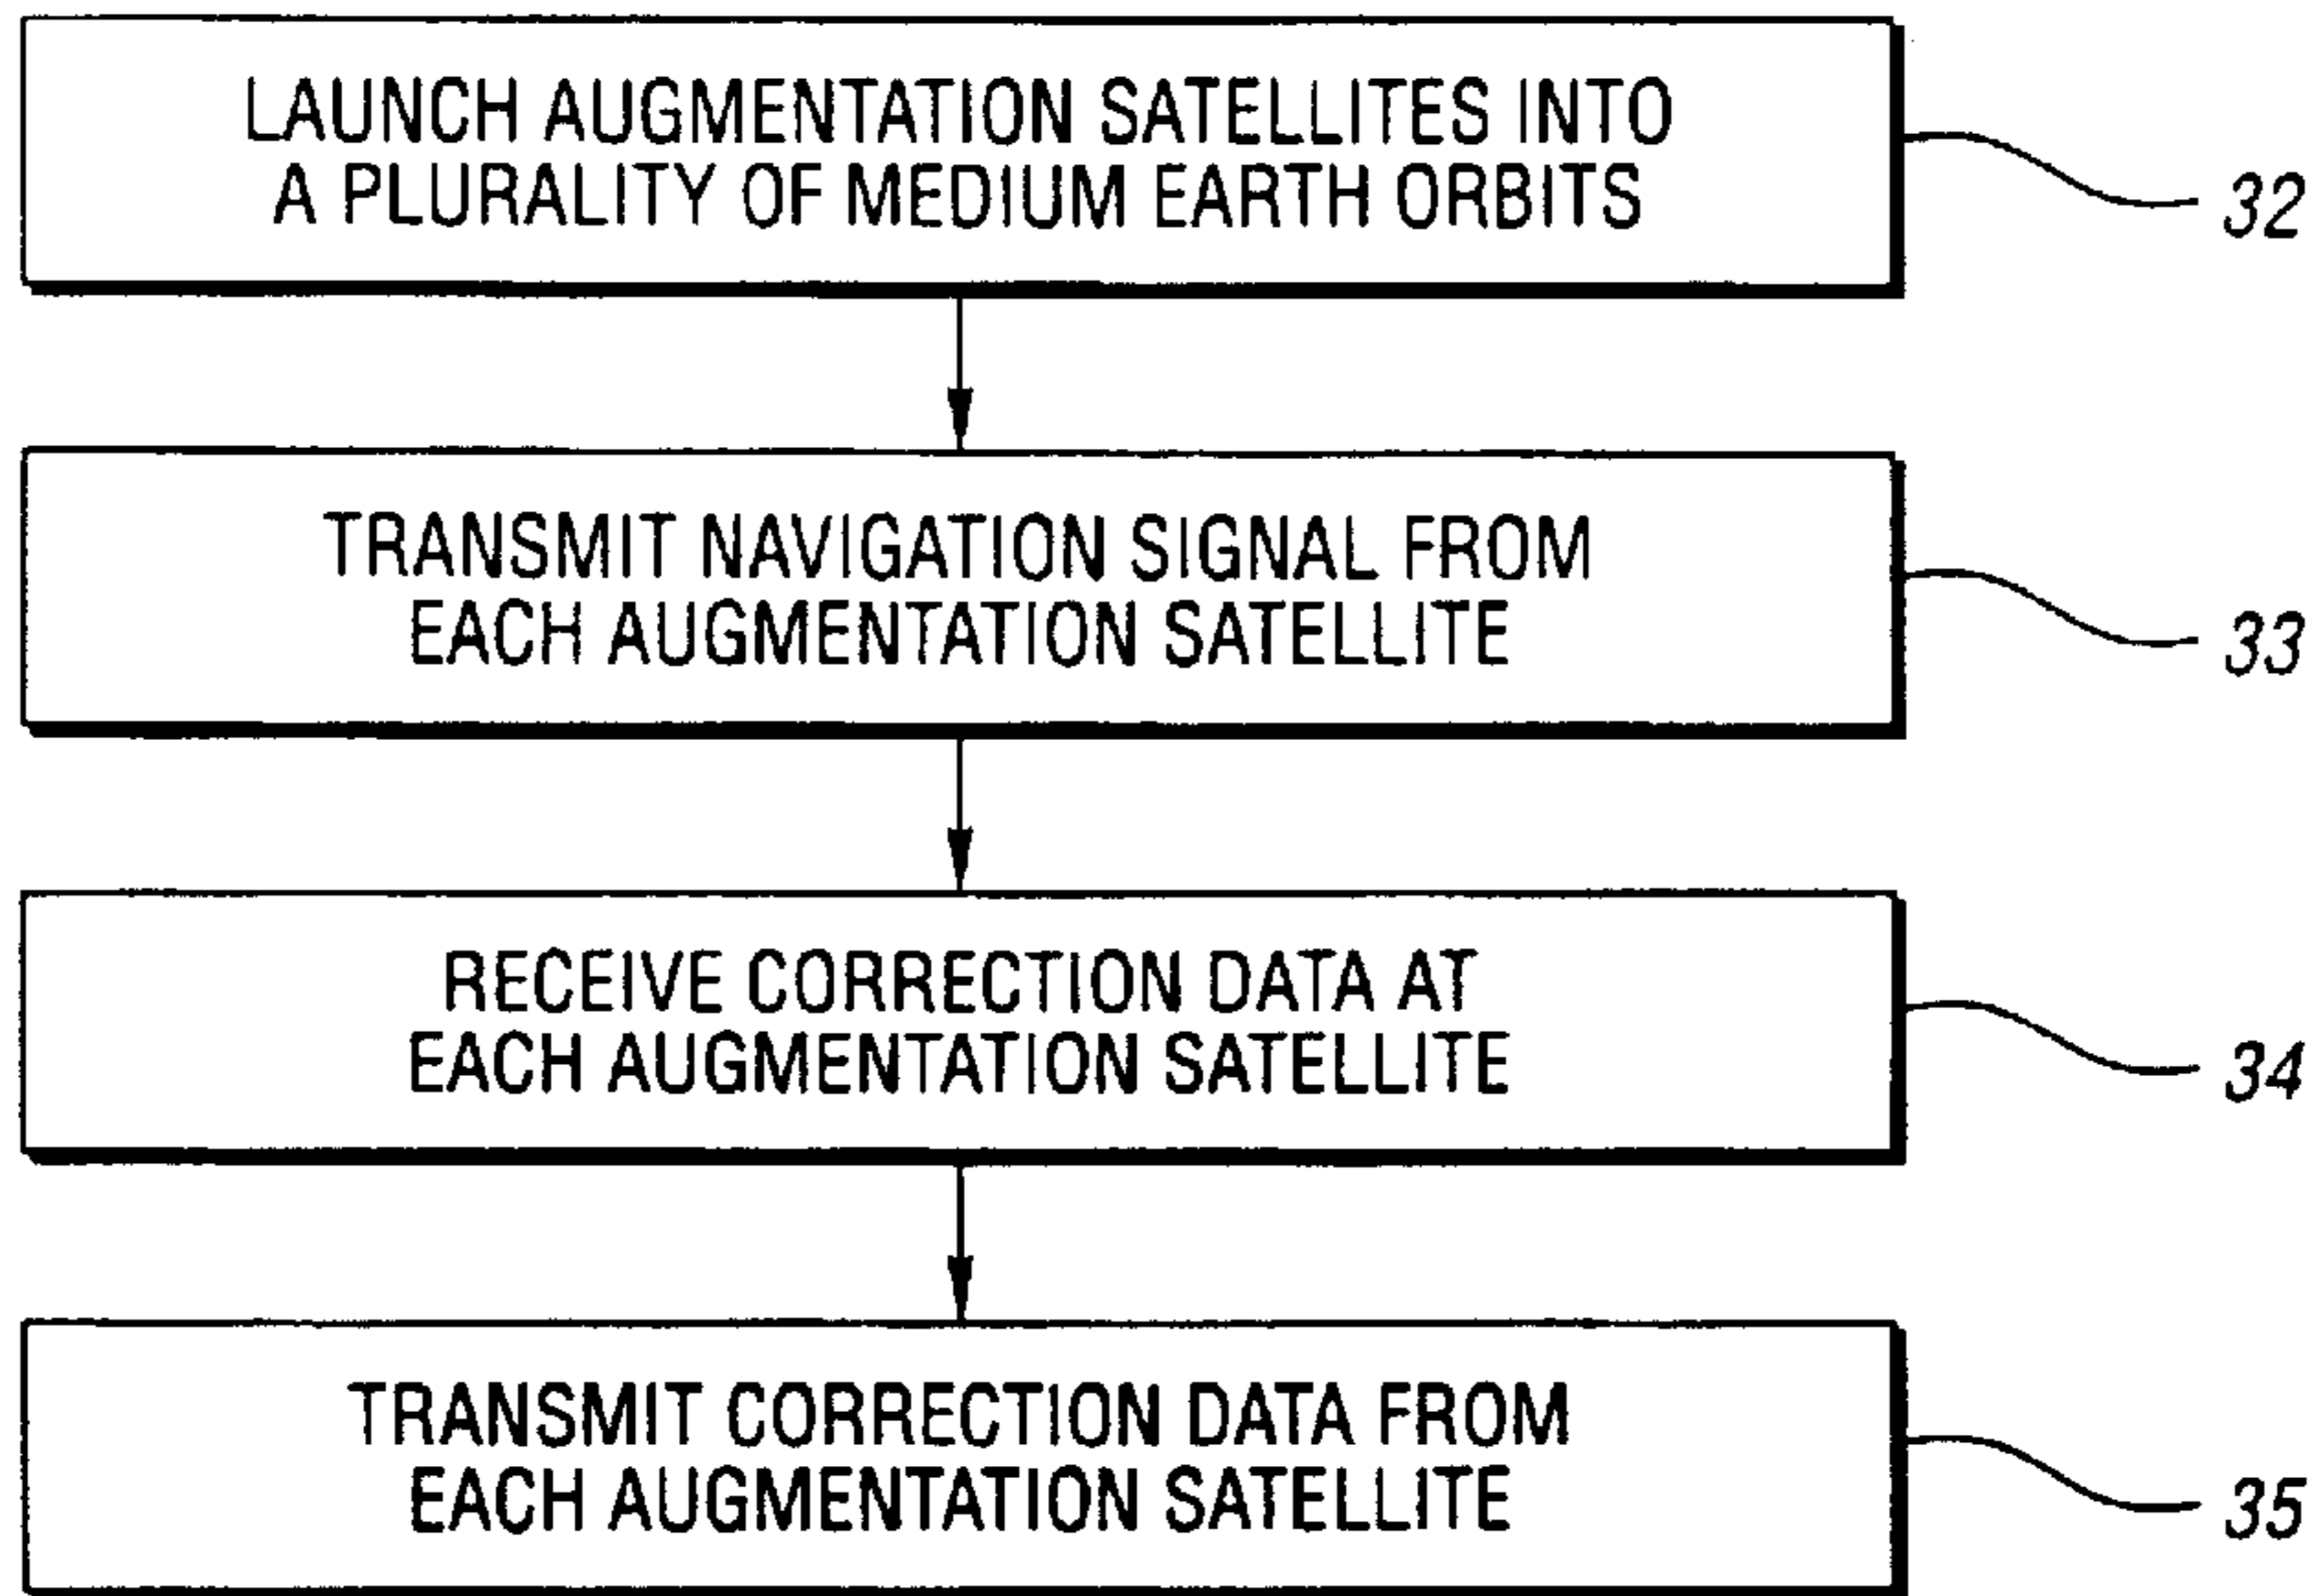 LAUNCH AUGMENTATION SATELLITES INTO
A PLURALITY OF MEDIUM EARTH ORBITS
32
TRANSMIT NAVIGATION SIGNAL FROM
EACH AUGMENTATION SATELLITE
33
RECEIVE CORRECTION DATA AT
EACH AUGMENTATION SATELLITE
34
TRANSMIT CORRECTION DATA FROM
EACH AUGMENTATION SATELLITE
35